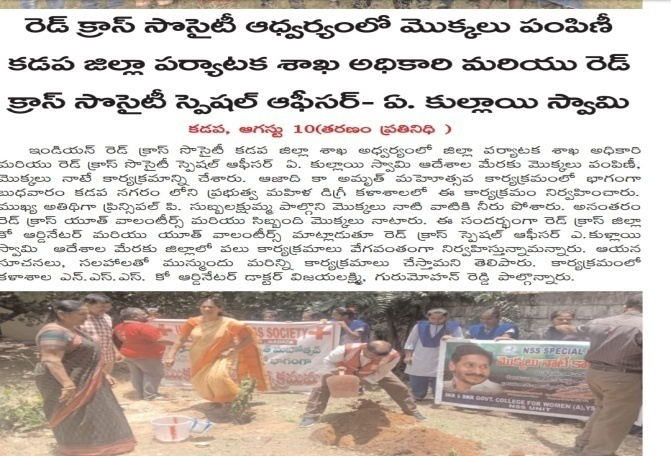 రెడ్ క్రాస్ సొసైటీ ఆధ్వర్యంలో మొక్కలు పంపిణీ
కడప జిల్లా పర్యాటక శాఖ అధికారి మరియు రెడ్
క్రాస్ సొసైటీ స్పెషల్ ఆఫీసర్- ఏ. కుల్లాయి స్వామి
కడప, ఆగస్టు 10(తరణం ప్రతినిధి )
ఇండియన్ రెడ్ క్రాస్ సొసైటీ కడప జిల్లా శాఖ అధ్వర్యంలో జిల్లా పర్యాటక శాఖ అధికారి
మరియు రెడ్ క్రాస్ సొసైటీ స్పెషల్ ఆఫీసర్ ఏ. కుల్లాయి స్వామి ఆదేశాల మేరకు మొక్కలు పంపిణీ,
మొక్కలు నాటే కార్యక్రమాన్ని చేశారు. ఆజాది కా అమృత్ మహోత్సవ కార్యక్రమంలో భాగంగా
బుధవారం కడప నగరం లోని ప్రభుత్వ మహిళ డిగ్రీ కళాశాలలో ఈ కార్యక్రమం నిర్వహించారు.
ముఖ్య అతిథిగా ప్రిన్సిపల్ పి. సుబ్బలక్షుమ్మ పాల్గొని మొక్కలు నాటి వాటికి నీరు పోశారు. అనంతరం
రెడ్ క్రాస్ యూత్ వాలంటీర్స్ మరియు సిబ్బంది మొక్కలు నాటారు. ఈ సందర్భంగా రెడ్ క్రాస్ జిల్లా
కో ఆర్డినేటర్ మరియు యూత్ వాలంటీర్స్ మాట్లాడుతూ రెడ్ క్రాస్ స్పెషల్ ఆఫీసర్ ఎ.కుళ్లాయి
స్వామి ఆదేశాల మేరకు జిల్లాలో పలు కార్యక్రమాలు వేగవంతంగా నిర్వహిస్తున్నామన్నారు. ఆయన
సూచనలు, సలహాలతో మున్ముందు మరిన్ని కార్యక్రమాలు చేస్తామని తెలిపారు. కార్యక్రమంలో
కళాశాల ఎన్.ఎస్.ఎస్. కో ఆర్డినేటర్ డాక్టర్ విజయలక్ష్మి, గురుమోహన్ రెడ్డి పాల్గొన్నారు.
SS SOCIETY
భాగంగా
NSS SPECIAL
మొక్కలు నాటే
GOVT. COLLEGE FOR WOMEN (A)
NSS UNIT